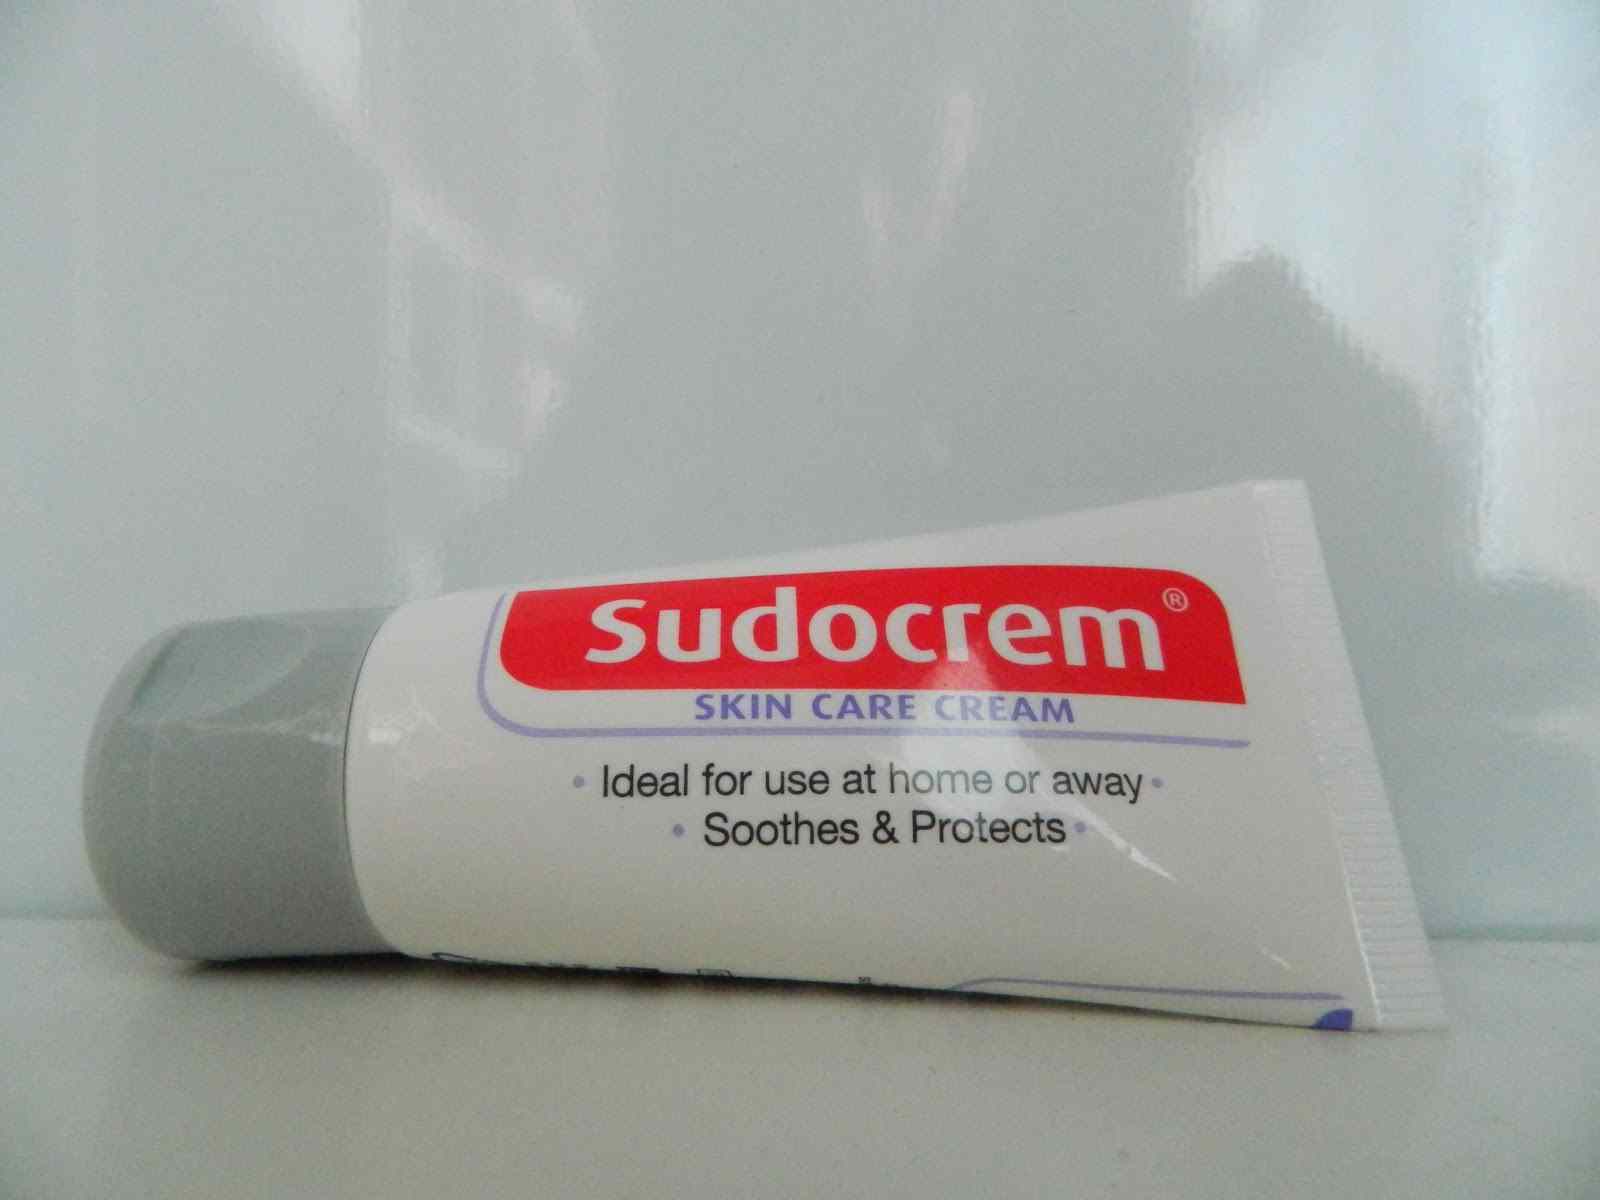 Sudocrem®
SKIN CARE CREAM
• Ideal for use at home or away •
• Soothes & Protects •